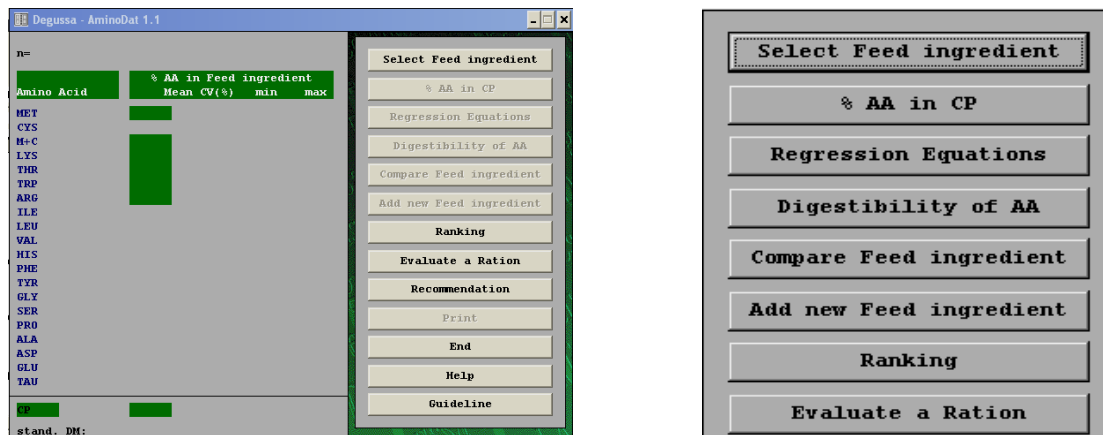 Degussa - AminoDat 1.1
n=
% AA in Feed ingredient
Amino Acid Mean CV(%) min max
MET
CYS
M+C
LYS
THR
TRP
ARG
ILE
LEU
VAL
HIS
PHE
TYR
GLY
SER
PRO
ALA
ASP
GLU
TAU
CP
stand. DM:
Select Feed ingredient
% AA in CP
Regression Equations
Digestibility of AA
Compare Feed ingredient
Add new Feed ingredient
Ranking
Evaluate a Ration
Recommendation
Print
End
Help
Guideline
Select Feed ingredient
% AA in CP
Regression Equations
Digestibility of AA
Compare Feed ingredient
Add new Feed ingredient
Ranking
Evaluate a Ration